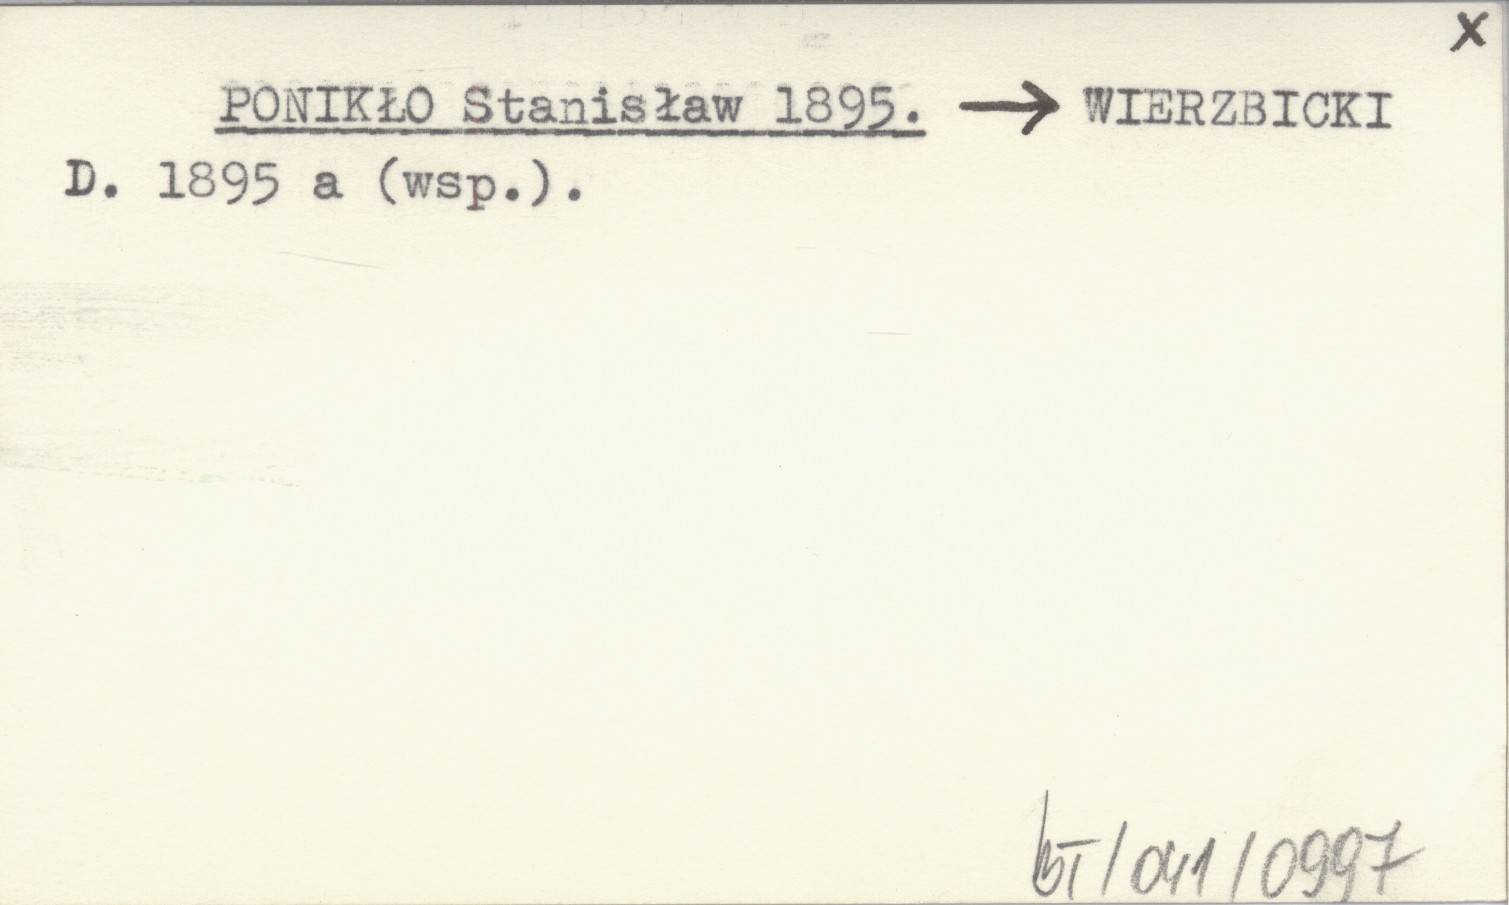 X
PONIKŁO Stanisław 1895. → WIERZBICKI
D. 1895 a (wsp.).
BT/041/0997